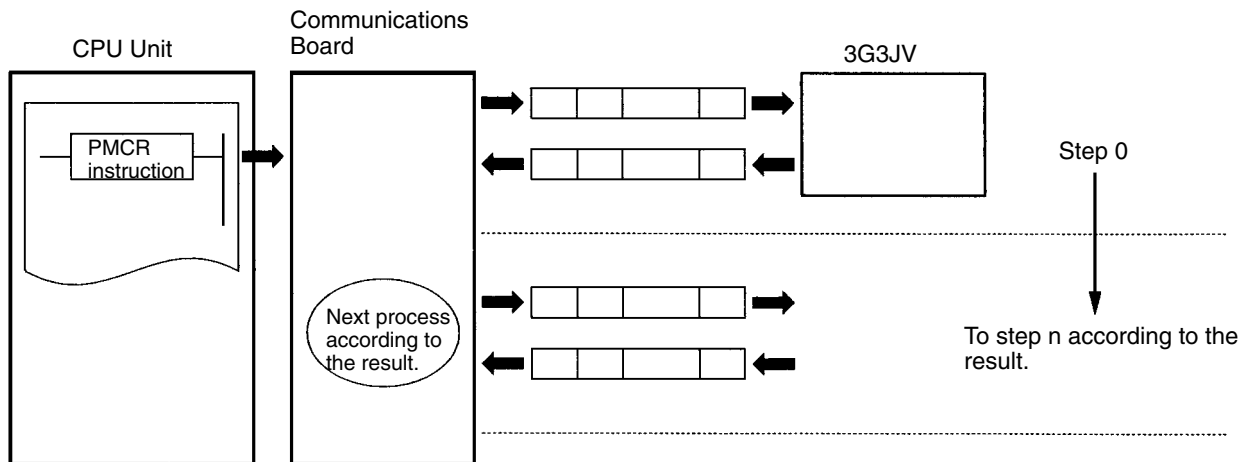 Communications
Board
CPU Unit
3G3JV
PMCR
instruction
Step 0
Next process
according to
the result.
To step n according to the
result.